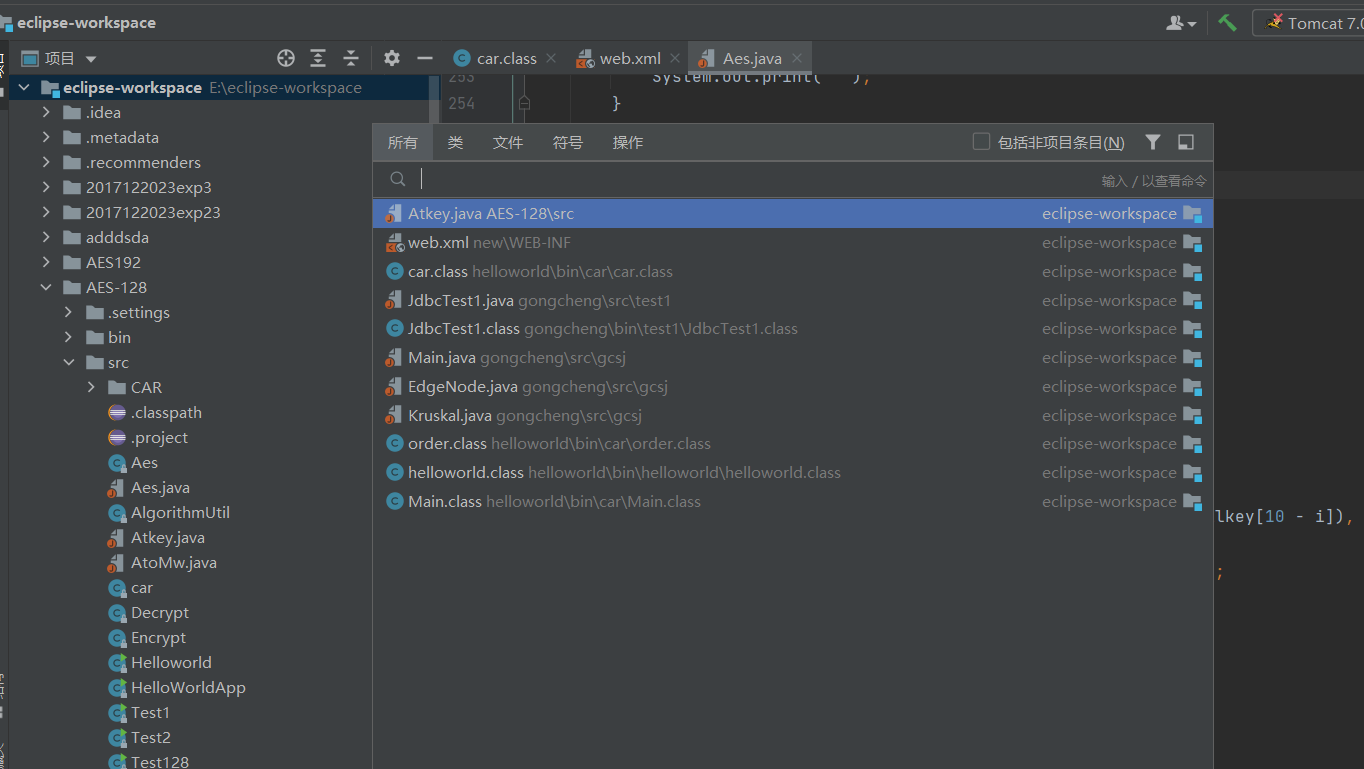 eclipse-workspace
Tomcat 7.0
项目
car.class
web.xml
Aes.java
eclipse-workspace E:\eclipse-workspace
.idea
.metadata
.recommenders
2017122023exp3
2017122023exp23
adddsda
AES192
AES-128
.settings
bin
src
CAR
.classpath
.project
Aes
Aes.java
AlgorithmUtil
Atkey.java
AtoMw.java
car
Decrypt
Encrypt
Helloworld
HelloWorldApp
Test1
Test2
Test128
253 System.out.print(" ");
254 }
所有 类 文件 符号 操作 包括非项目条目(N)
输入 / 以查看命令
Atkey.java AES-128\src eclipse-workspace
web.xml new\WEB-INF eclipse-workspace
car.class helloworld\bin\car\car.class eclipse-workspace
JdbcTest1.java gongcheng\src\test1 eclipse-workspace
JdbcTest1.class gongcheng\bin\test1\JdbcTest1.class eclipse-workspace
Main.java gongcheng\src\gcsj eclipse-workspace
EdgeNode.java gongcheng\src\gcsj eclipse-workspace
Kruskal.java gongcheng\src\gcsj eclipse-workspace
order.class helloworld\bin\car\order.class eclipse-workspace
helloworld.class helloworld\bin\helloworld\helloworld.class eclipse-workspace
Main.class helloworld\bin\car\Main.class eclipse-workspace
lkey[10 - i]),
;